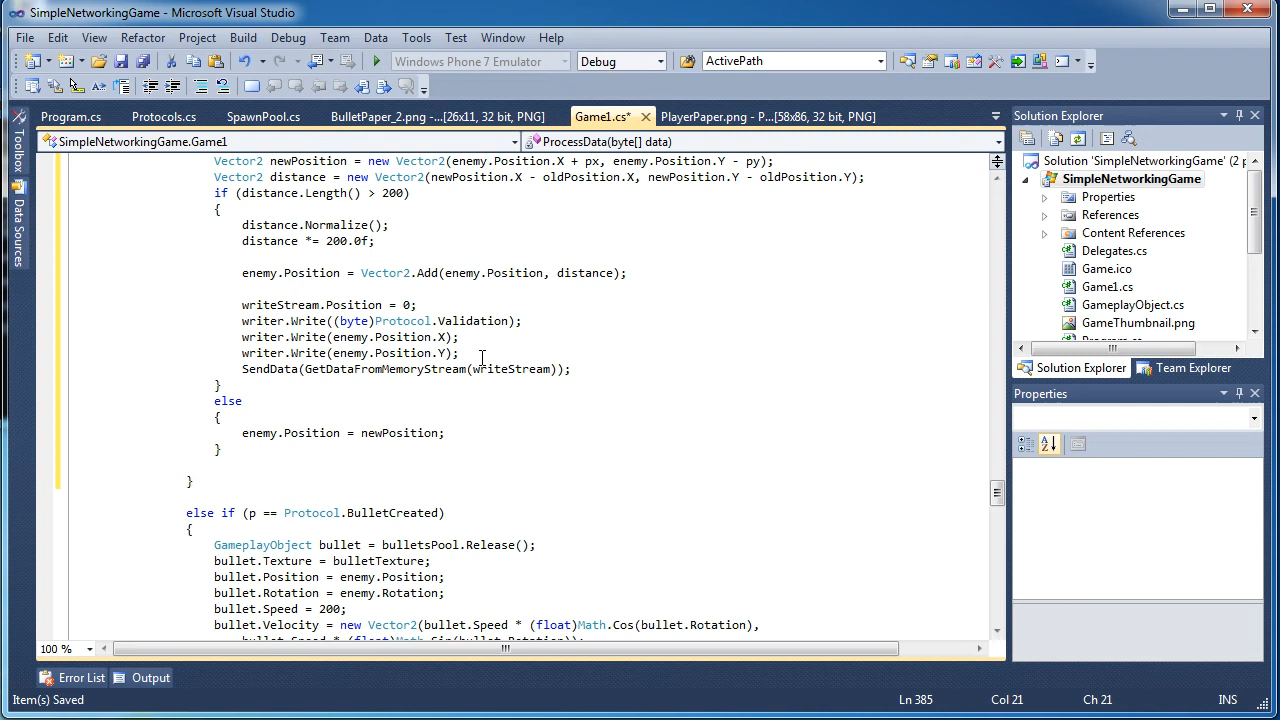 SimpleNetworkingGame - Microsoft Visual Studio
File Edit View Refactor Project Build Debug Team Data Tools Test Window Help
Windows Phone 7 Emulator Debug ActivePath
Program.cs Protocols.cs SpawnPool.cs BulletPaper_2.png -...[26x11, 32 bit, PNG] Game1.cs* PlayerPaper.png - P...[58x86, 32 bit, PNG]
SimpleNetworkingGame.Game1 ProcessData(byte[] data)
Toolbox
Data Sources
Vector2 newPosition = new Vector2(enemy.Position.X + px, enemy.Position.Y - py);
Vector2 distance = new Vector2(newPosition.X - oldPosition.X, newPosition.Y - oldPosition.Y);
if (distance.Length() > 200)
{
distance.Normalize();
distance *= 200.0f;
enemy.Position = Vector2.Add(enemy.Position, distance);
writeStream.Position = 0;
writer.Write((byte)Protocol.Validation);
writer.Write(enemy.Position.X);
writer.Write(enemy.Position.Y);
SendData(GetDataFromMemoryStream(writeStream));
}
else
{
enemy.Position = newPosition;
}
}
else if (p == Protocol.BulletCreated)
{
GameplayObject bullet = bulletsPool.Release();
bullet.Texture = bulletTexture;
bullet.Position = enemy.Position;
bullet.Rotation = enemy.Rotation;
bullet.Speed = 200;
bullet.Velocity = new Vector2(bullet.Speed * (float)Math.Cos(bullet.Rotation),
bullet.Speed * (float)Math.Sin(bullet.Rotation));
100 %
Solution Explorer
Solution 'SimpleNetworkingGame' (2 p
SimpleNetworkingGame
Properties
References
Content References
Delegates.cs
Game.ico
Game1.cs
GameplayObject.cs
GameThumbnail.png
Program.cs
Solution Explorer Team Explorer
Properties
Error List Output
Item(s) Saved Ln 385 Col 21 Ch 21 INS